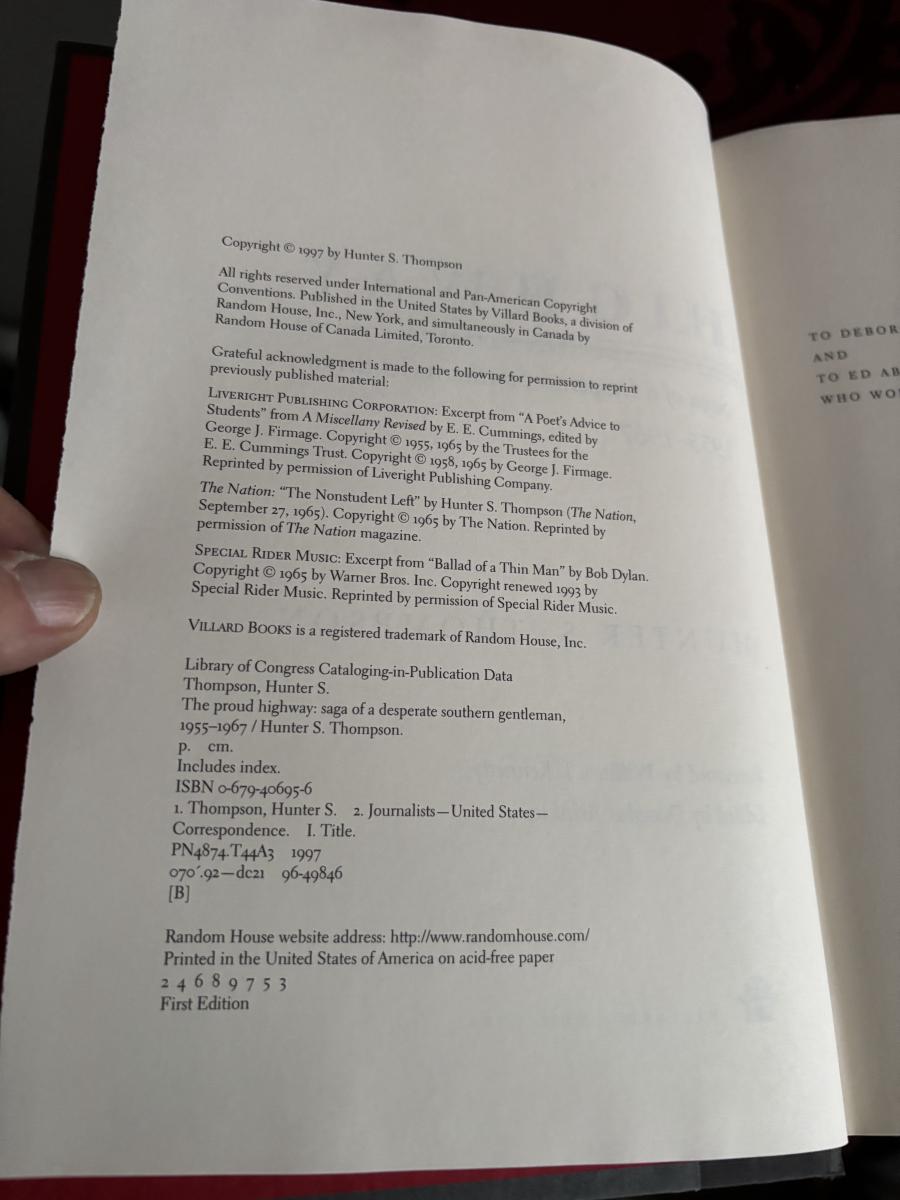 Copyright © 1997 by Hunter S. Thompson
All rights reserved under International and Pan-American Copyright
Conventions. Published in the United States by Villard Books, a division of
Random House, Inc., New York, and simultaneously in Canada by
Random House of Canada Limited, Toronto.
Grateful acknowledgment is made to the following for permission to reprint
previously published material:
LIVERIGHT PUBLISHING CORPORATION: Excerpt from “A Poet’s Advice to
Students” from A Miscellany Revised by E. E. Cummings, edited by
George J. Firmage. Copyright © 1955, 1965 by the Trustees for the
E. E. Cummings Trust. Copyright © 1958, 1965 by George J. Firmage.
Reprinted by permission of Liveright Publishing Company.
The Nation: “The Nonstudent Left” by Hunter S. Thompson (The Nation,
September 27, 1965). Copyright © 1965 by The Nation. Reprinted by
permission of The Nation magazine.
SPECIAL RIDER MUSIC: Excerpt from “Ballad of a Thin Man” by Bob Dylan.
Copyright © 1965 by Warner Bros. Inc. Copyright renewed 1993 by
Special Rider Music. Reprinted by permission of Special Rider Music.
VILLARD BOOKS is a registered trademark of Random House, Inc.
Library of Congress Cataloging-in-Publication Data
Thompson, Hunter S.
The proud highway: saga of a desperate southern gentleman,
1955–1967 / Hunter S. Thompson.
p. cm.
Includes index.
ISBN 0-679-40695-6
1. Thompson, Hunter S. 2. Journalists—United States—
Correspondence. I. Title.
PN4874.T44A3 1997
070´.92—dc21 96-49846
[B]
Random House website address: http://www.randomhouse.com/
Printed in the United States of America on acid-free paper
2 4 6 8 9 7 5 3
First Edition
TO DEBOR
AND
TO ED AB
WHO WO